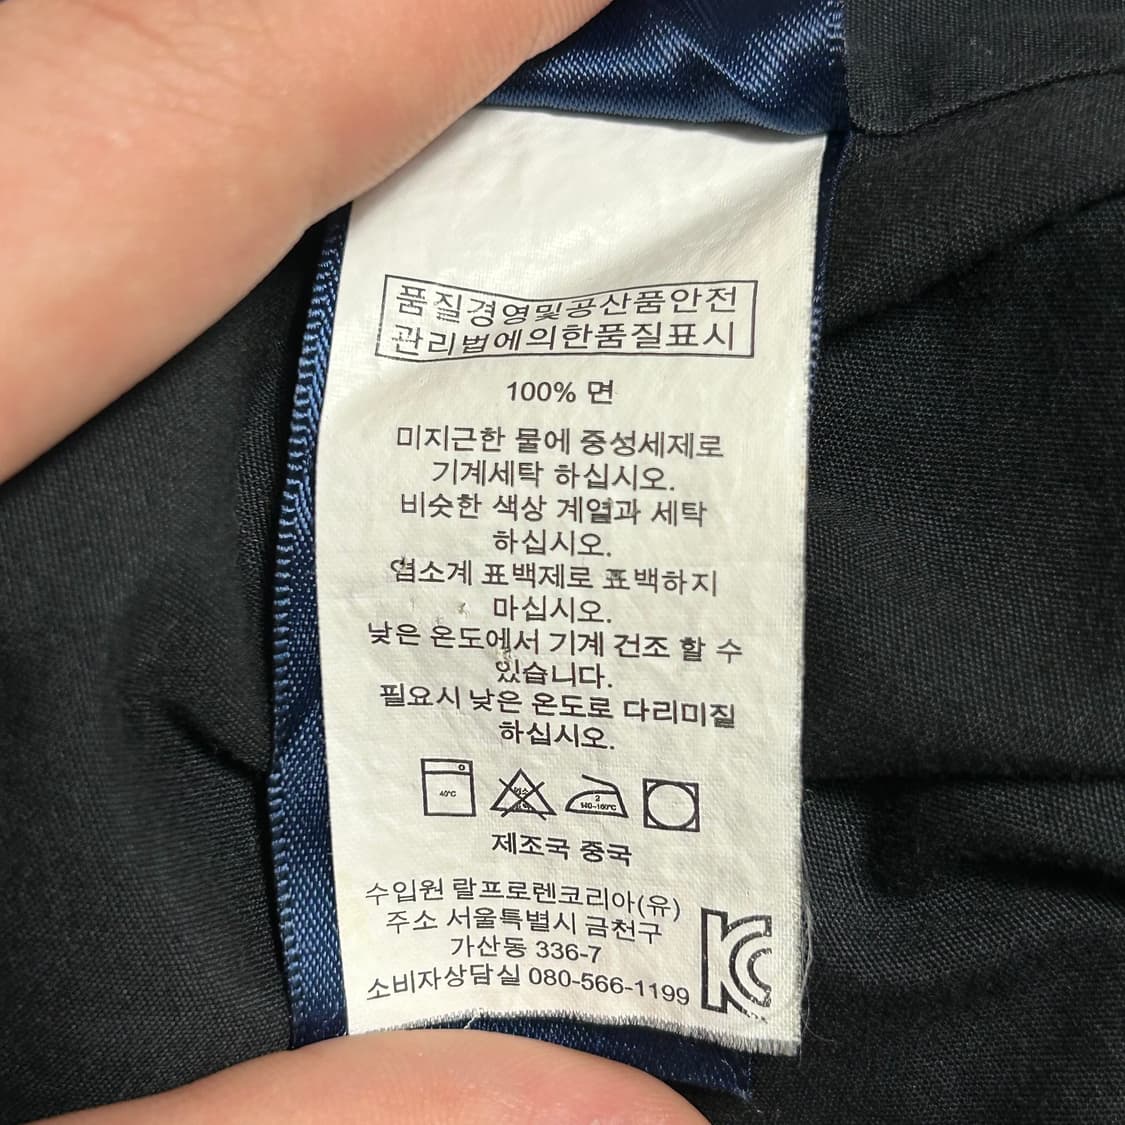 품질경영및공산품안전
관리법에의한품질표시
100% 면
미지근한 물에 중성세제로
기계세탁 하십시오.
비슷한 색상 계열과 세탁
하십시오.
염소계 표백제로 표백하지
마십시오.
낮은 온도에서 기계 건조 할 수
있습니다.
필요시 낮은 온도로 다리미질
하십시오.
40°C
2
140~160°C
제조국 중국
수입원 랄프로렌코리아(유)
주소 서울특별시 금천구
가산동 336-7
소비자상담실 080-566-1199
KC